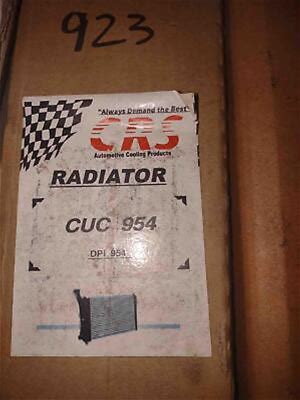 923
"Always Demand the Best"
CRS
Automotive Cooling Products
RADIATOR
CUC 954
DPI 954